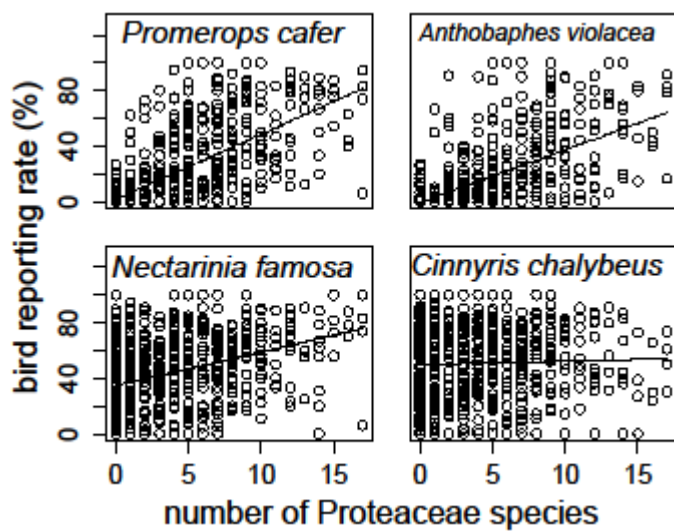 Promerops cafer
Anthobaphes violacea
80
40
0
Nectarinia famosa
Cinnyris chalybeus
80
40
0
0 5 10 15
0 5 10 15
bird reporting rate (%)
number of Proteaceae species